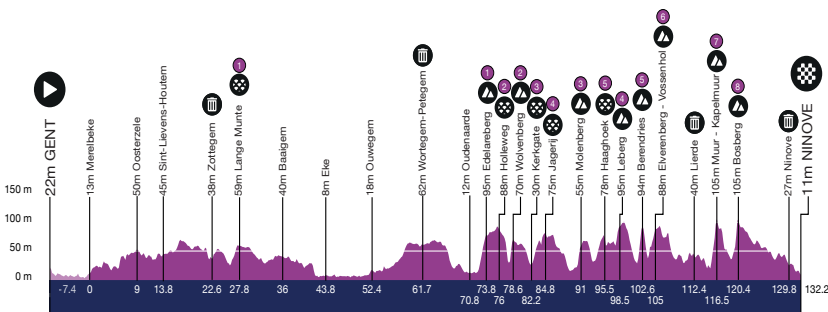 22m GENT
13m Merelbeke
50m Oosterzele
45m Sint-Lievens-Houtem
38m Zottegem
1
59m Lange Munte
40m Baaigem
8m Eke
18m Ouwegem
62m Wortegem-Petegem
12m Oudenaarde
1
95m Edelareberg
2
88m Holleweg
2
70m Wolvenberg
3
30m Kerkgate
4
75m Jagerij
3
55m Molenberg
5
78m Haaghoek
4
95m Leberg
5
94m Berendries
6
88m Elverenberg - Vossenhol
40m Lierde
7
105m Muur - Kapelmuur
8
105m Bosberg
27m Ninove
11m NINOVE
150 m
100 m
50 m
0 m
-7.4 0 9 13.8 22.6 27.8 36 43.8 52.4 61.7 70.8 73.8 76 78.6 82.2 84.8 91 95.5 98.5 102.6 105 112.4 116.5 120.4 129.8 132.2